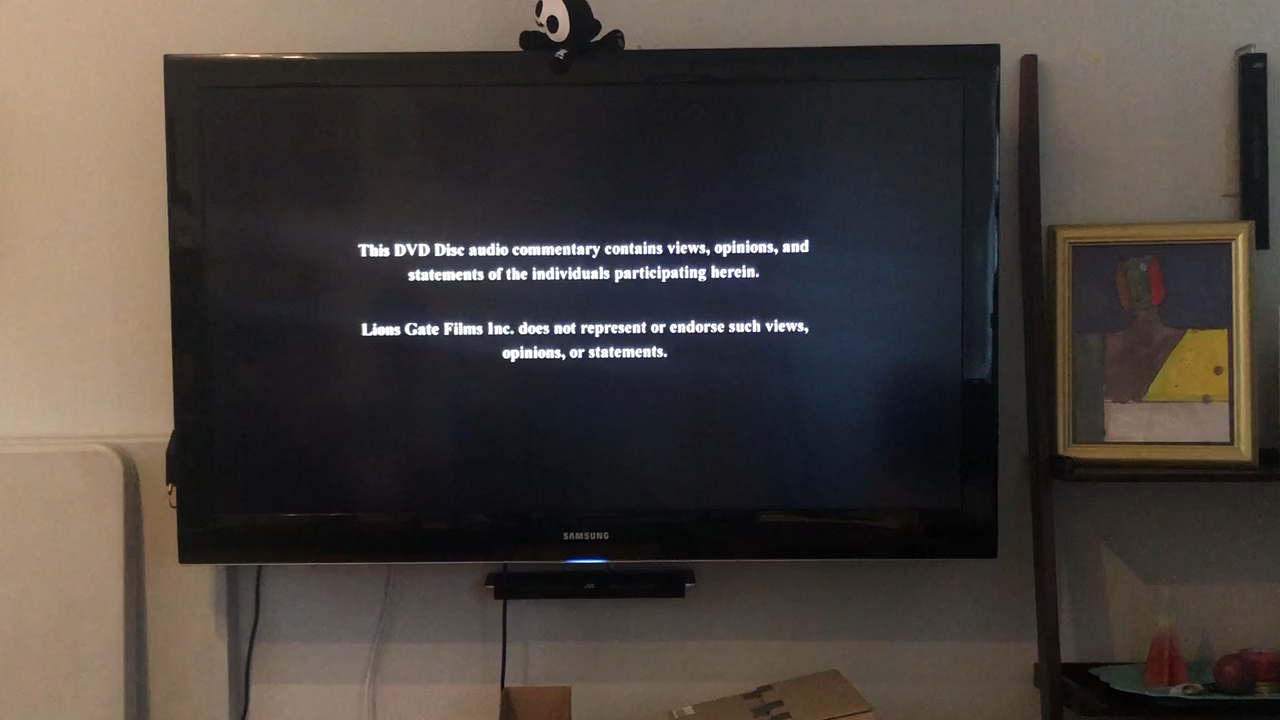 This DVD Disc audio commentary contains views, opinions, and
statements of the individuals participating herein.
Lions Gate Films Inc. does not represent or endorse such views,
opinions, or statements.
SAMSUNG